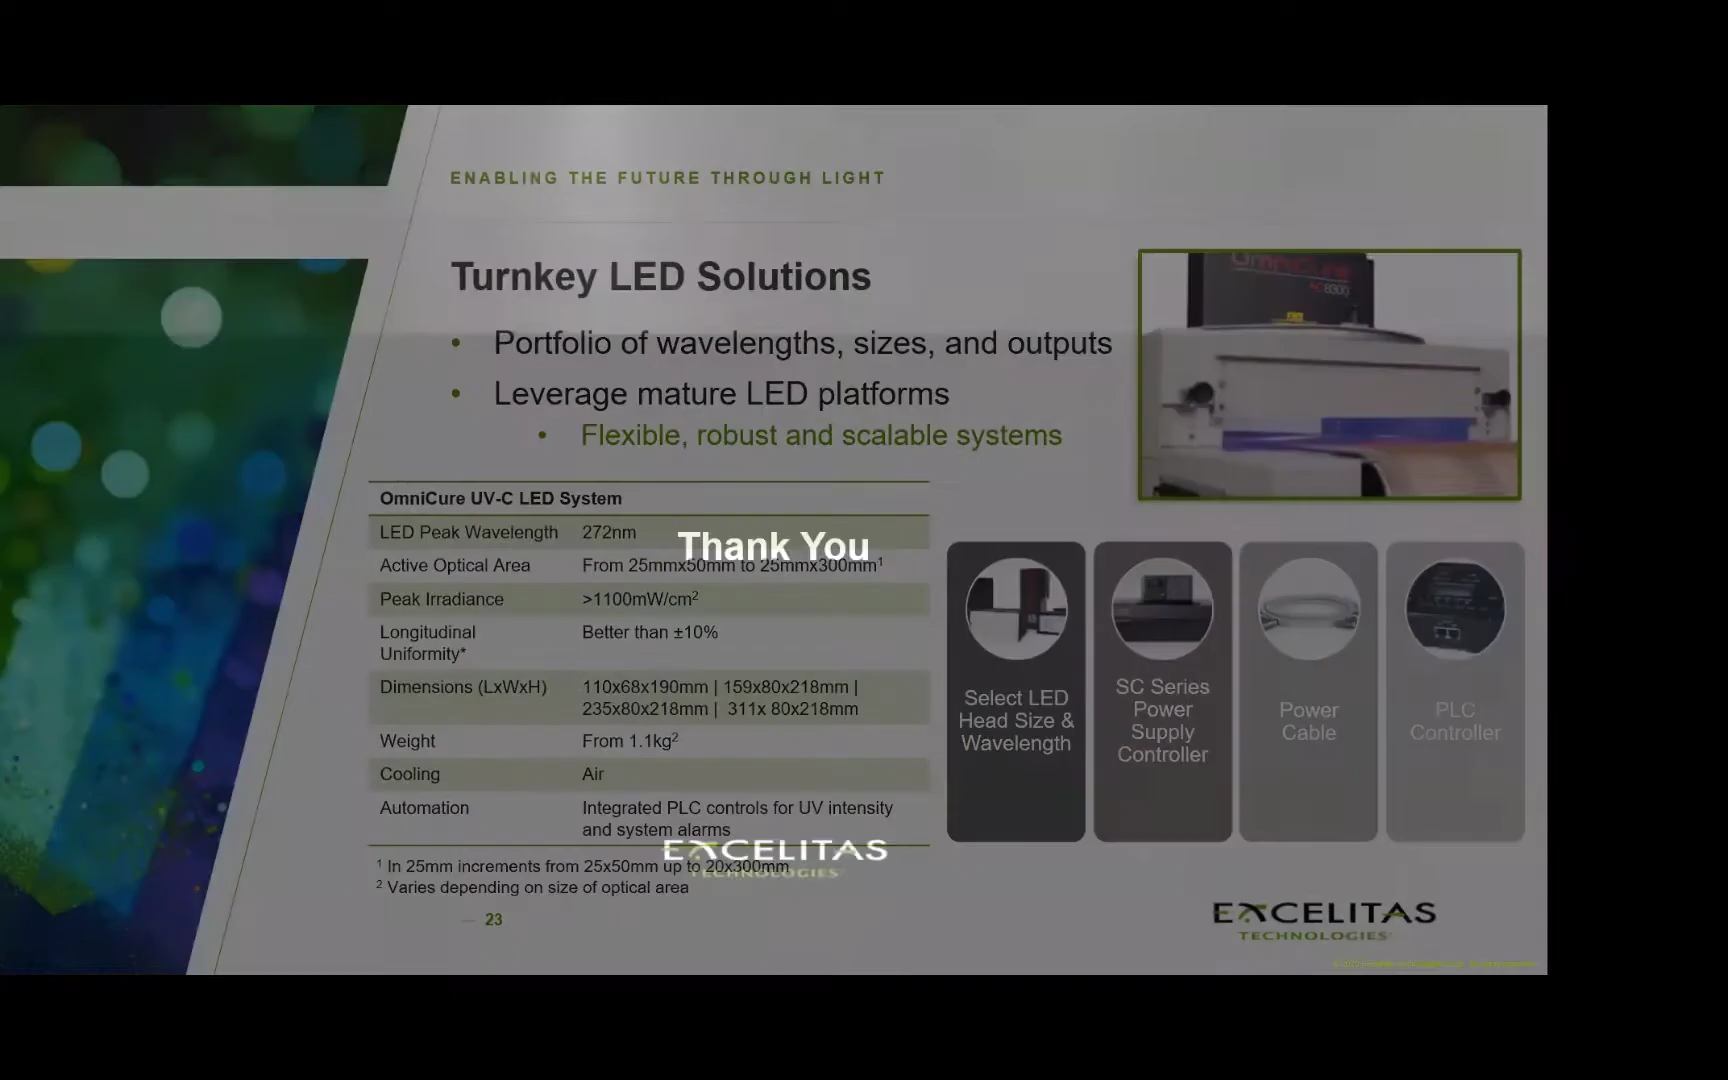 ENABLING THE FUTURE THROUGH LIGHT
Turnkey LED Solutions
• Portfolio of wavelengths, sizes, and outputs
• Leverage mature LED platforms
• Flexible, robust and scalable systems
OmniCure
AC8300
OmniCure UV-C LED System
LED Peak Wavelength 272nm
Thank You
Active Optical Area From 25mmx50mm to 25mmx300mm¹
Peak Irradiance >1100mW/cm²
Longitudinal Better than ±10%
Uniformity*
Dimensions (LxWxH) 110x68x190mm | 159x80x218mm |
235x80x218mm | 311x 80x218mm
Weight From 1.1kg²
Cooling Air
Automation Integrated PLC controls for UV intensity
and system alarms
Select LED
Head Size &
Wavelength
SC Series
Power
Supply
Controller
Power
Cable
PLC
Controller
EXCELITAS
TECHNOLOGIES
¹ In 25mm increments from 25x50mm up to 20x300mm
² Varies depending on size of optical area
23
EXCELITAS
TECHNOLOGIES